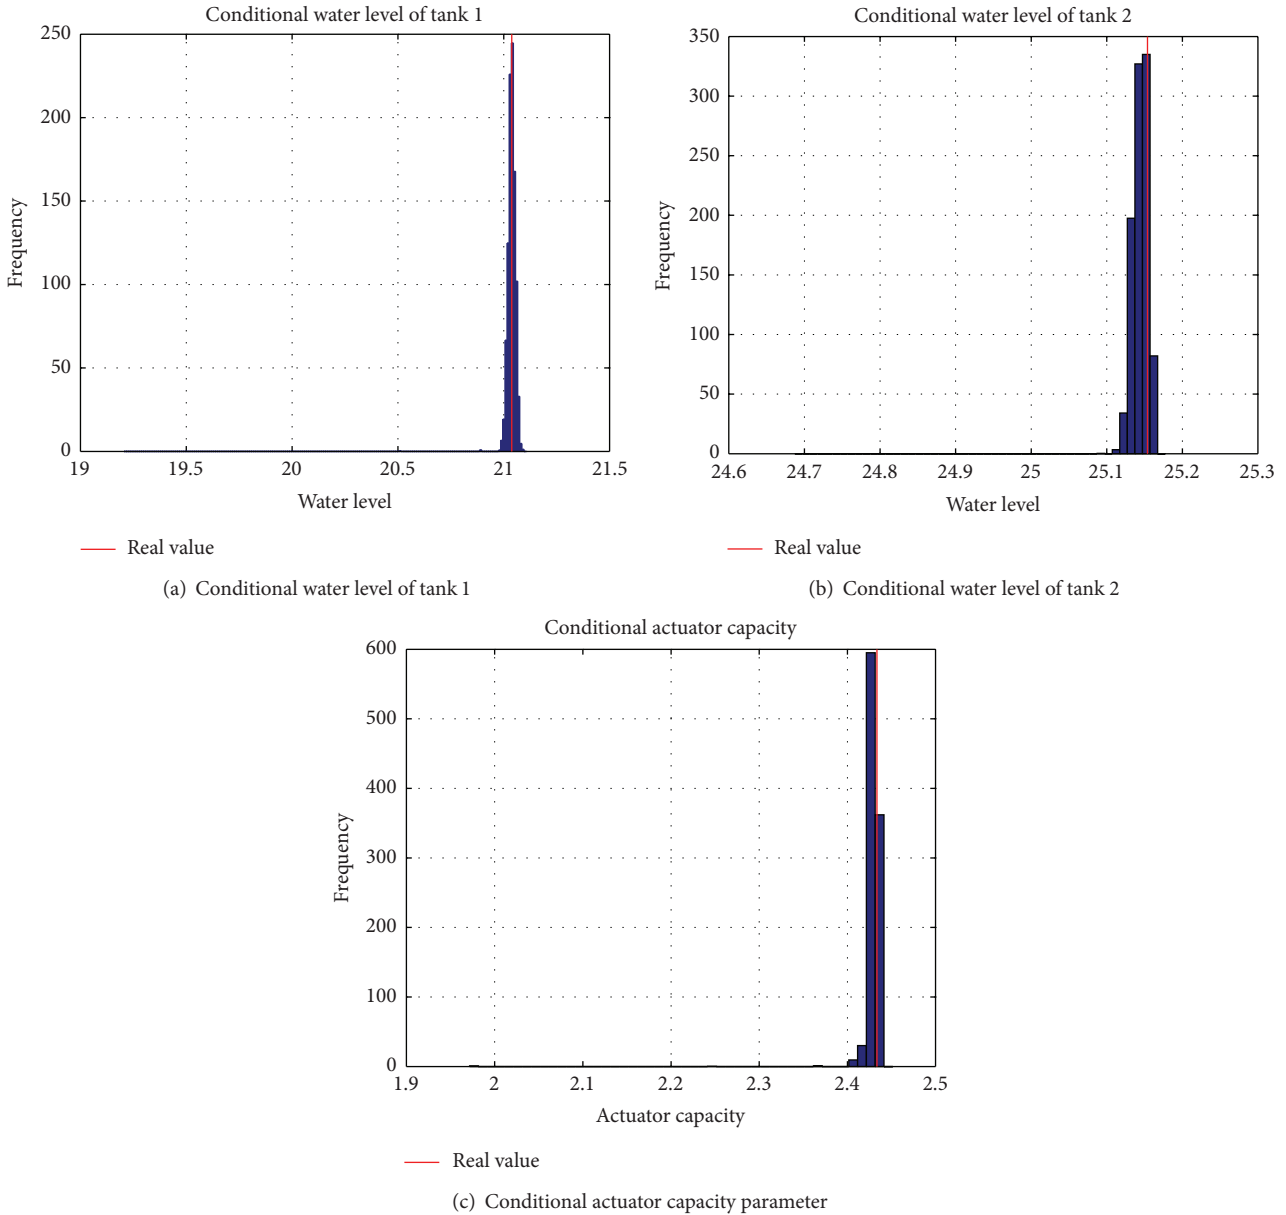 Conditional water level of tank 1
250
200
150
100
50
0
Frequency
19 19.5 20 20.5 21 21.5
Water level
Real value
(a) Conditional water level of tank 1
Conditional water level of tank 2
350
300
250
200
150
100
50
0
Frequency
24.6 24.7 24.8 24.9 25 25.1 25.2 25.3
Water level
Real value
(b) Conditional water level of tank 2
Conditional actuator capacity
600
500
400
300
200
100
0
Frequency
1.9 2 2.1 2.2 2.3 2.4 2.5
Actuator capacity
Real value
(c) Conditional actuator capacity parameter